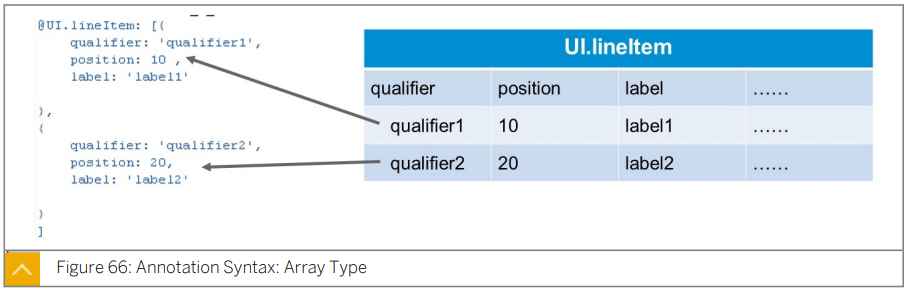 @UI.lineItem: [{
qualifier: 'qualifier1',
position: 10 ,
label: 'label1'
},
{
qualifier: 'qualifier2',
position: 20,
label: 'label2'
}
]
UI.lineItem
qualifier position label ......
qualifier1 10 label1 ......
qualifier2 20 label2 ......
Figure 66: Annotation Syntax: Array Type